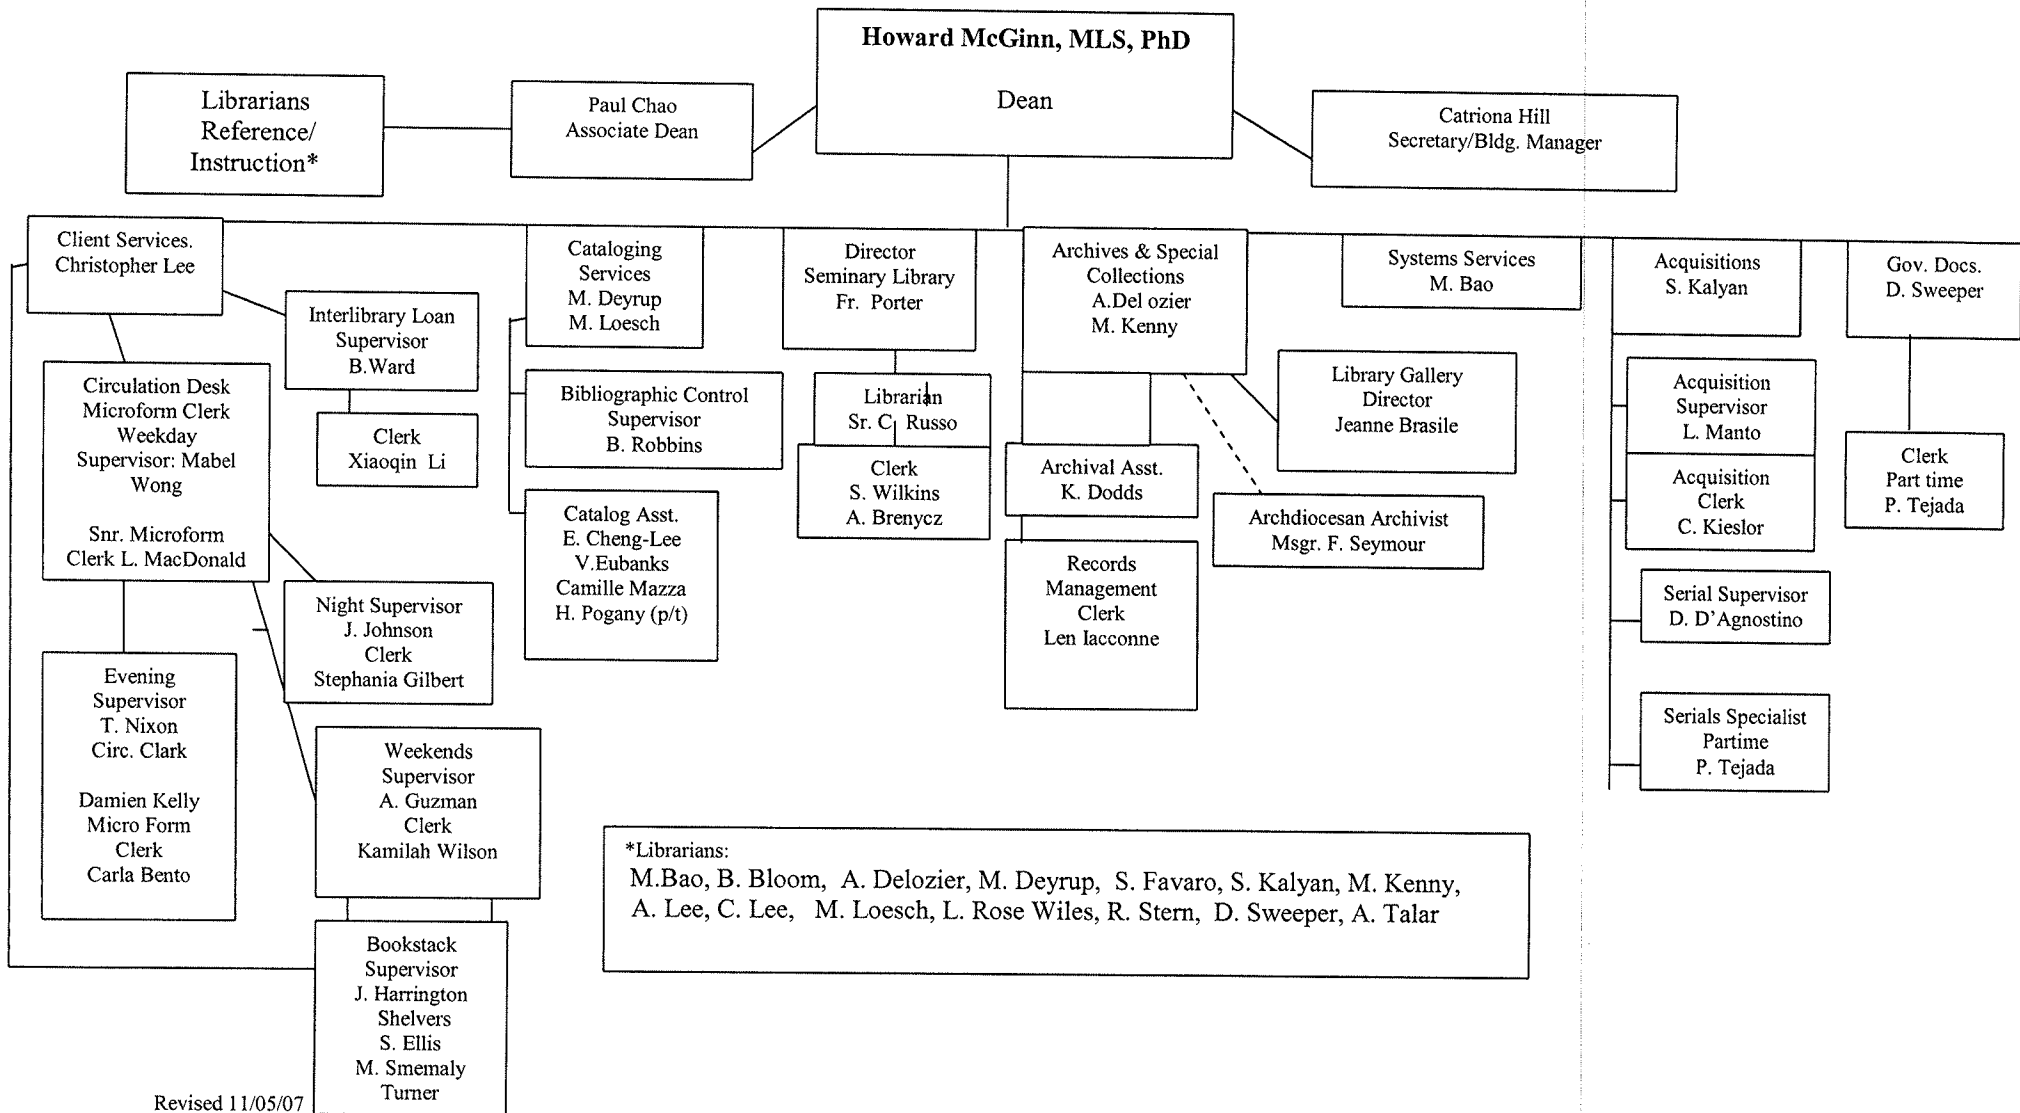 Howard McGinn, MLS, PhD
Dean
Librarians
Reference/
Instruction*
Paul Chao
Associate Dean
Catriona Hill
Secretary/Bldg. Manager
Client Services.
Christopher Lee
Interlibrary Loan
Supervisor
B.Ward
Clerk
Xiaoqin Li
Circulation Desk
Microform Clerk
Weekday
Supervisor: Mabel
Wong
Snr. Microform
Clerk L. MacDonald
Night Supervisor
J. Johnson
Clerk
Stephania Gilbert
Evening
Supervisor
T. Nixon
Circ. Clark
Damien Kelly
Micro Form
Clerk
Carla Bento
Weekends
Supervisor
A. Guzman
Clerk
Kamilah Wilson
Bookstack
Supervisor
J. Harrington
Shelvers
S. Ellis
M. Smemaly
Turner
Cataloging
Services
M. Deyrup
M. Loesch
Bibliographic Control
Supervisor
B. Robbins
Catalog Asst.
E. Cheng-Lee
V.Eubanks
Camille Mazza
H. Pogany (p/t)
Director
Seminary Library
Fr. Porter
Librarian
Sr. C. Russo
Clerk
S. Wilkins
A. Brenycz
Archives & Special
Collections
A.Del ozier
M. Kenny
Archival Asst.
K. Dodds
Records
Management
Clerk
Len Iacconne
Library Gallery
Director
Jeanne Brasile
Archdiocesan Archivist
Msgr. F. Seymour
Systems Services
M. Bao
Acquisitions
S. Kalyan
Acquisition
Supervisor
L. Manto
Acquisition
Clerk
C. Kieslor
Serial Supervisor
D. D'Agnostino
Serials Specialist
Partime
P. Tejada
Gov. Docs.
D. Sweeper
Clerk
Part time
P. Tejada
*Librarians:
M.Bao, B. Bloom, A. Delozier, M. Deyrup, S. Favaro, S. Kalyan, M. Kenny,
A. Lee, C. Lee, M. Loesch, L. Rose Wiles, R. Stern, D. Sweeper, A. Talar
Revised 11/05/07